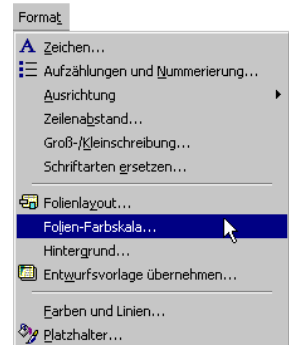 Format
Zeichen...
Aufzählungen und Nummerierung...
Ausrichtung
Zeilenabstand...
Groß-/Kleinschreibung...
Schriftarten ersetzen...
Folienlayout...
Folien-Farbskala...
Hintergrund...
Entwurfsvorlage übernehmen...
Farben und Linien...
Platzhalter...